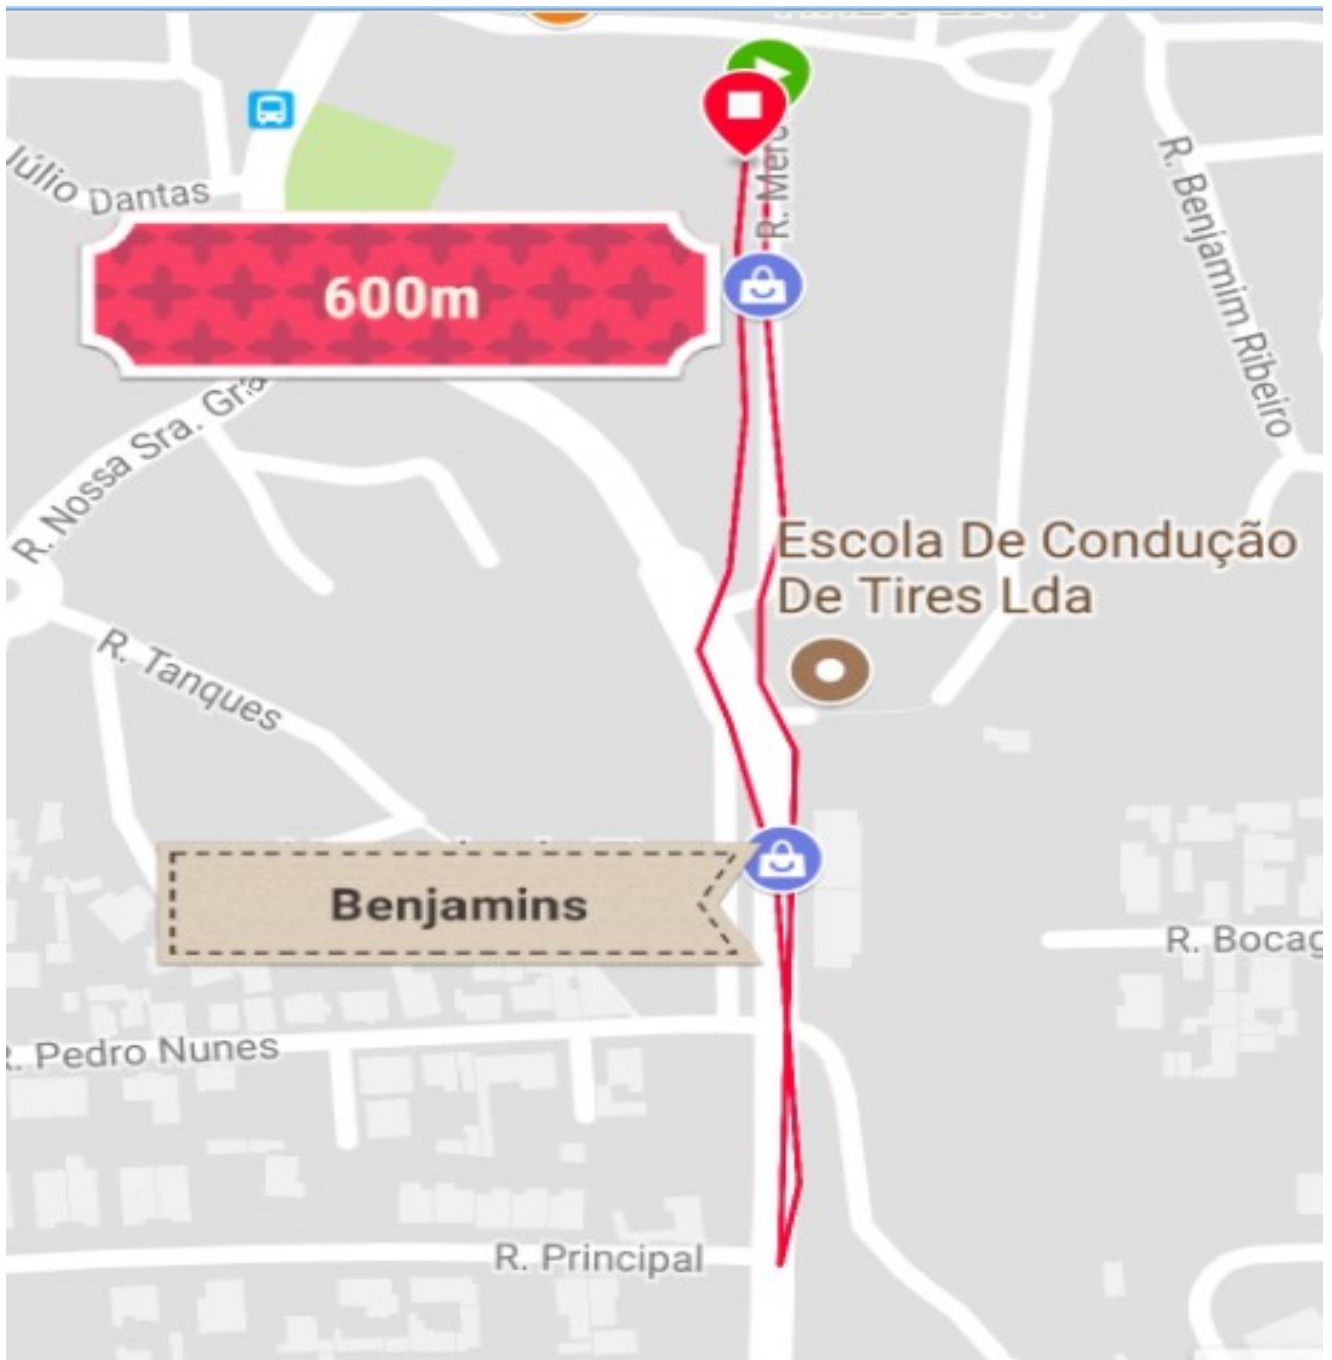 Júlio Dantas
R. Merc
R. Benjamim Ribeiro
600m
R. Nossa Sra. Gra
Escola De Condução
De Tires Lda
R. Tanques
Benjamins
R. Bocag
R. Pedro Nunes
R. Principal